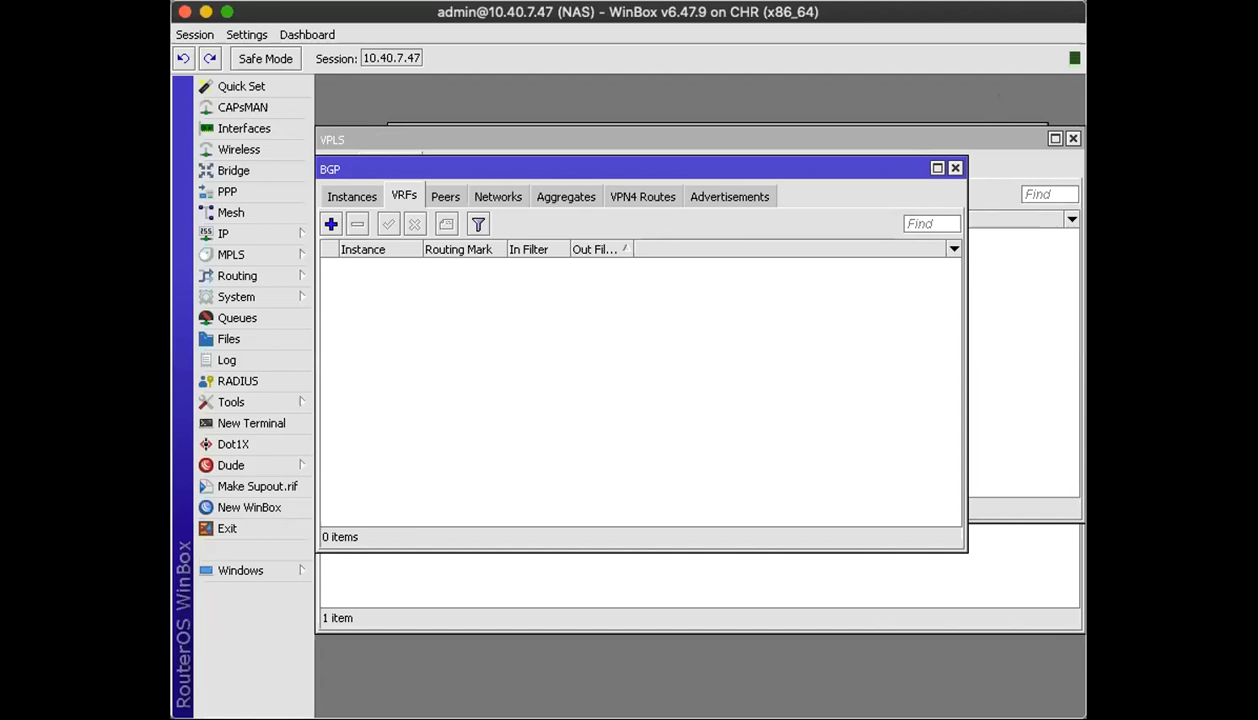 admin@10.40.7.47 (NAS) - WinBox v6.47.9 on CHR (x86_64)
Session Settings Dashboard
Safe Mode Session: 10.40.7.47
Quick Set
CAPsMAN
Interfaces
Wireless
Bridge
PPP
Mesh
IP
MPLS
Routing
System
Queues
Files
Log
RADIUS
Tools
New Terminal
Dot1X
Dude
Make Supout.rif
New WinBox
Exit
Windows
RouterOS WinBox
VPLS
Find
BGP
Instances VRFs Peers Networks Aggregates VPN4 Routes Advertisements
Find
Instance Routing Mark In Filter Out Fil...
0 items
1 item